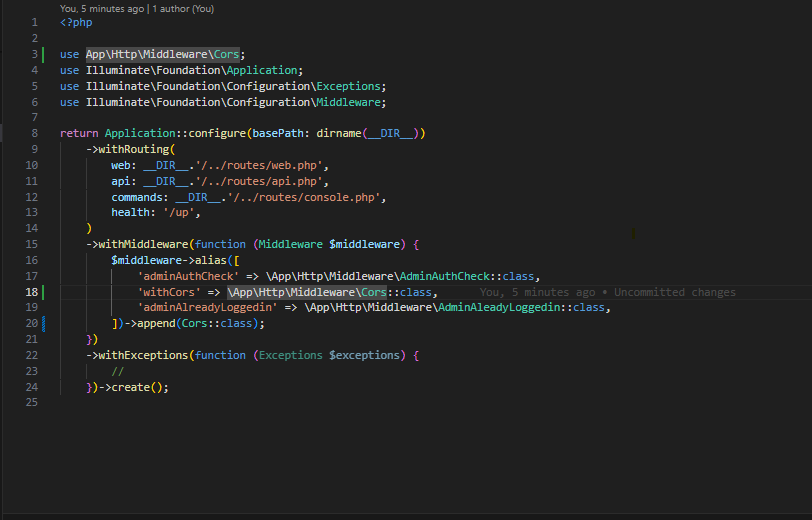 You, 5 minutes ago | 1 author (You)
1 <?php
2
3 use App\Http\Middleware\Cors;
4 use Illuminate\Foundation\Application;
5 use Illuminate\Foundation\Configuration\Exceptions;
6 use Illuminate\Foundation\Configuration\Middleware;
7
8 return Application::configure(basePath: dirname(__DIR__))
9     ->withRouting(
10         web: __DIR__.'/../routes/web.php',
11         api: __DIR__.'/../routes/api.php',
12         commands: __DIR__.'/../routes/console.php',
13         health: '/up',
14     )
15     ->withMiddleware(function (Middleware $middleware) {
16         $middleware->alias([
17             'adminAuthCheck' => \App\Http\Middleware\AdminAuthCheck::class,
18             'withCors' => \App\Http\Middleware\Cors::class,     You, 5 minutes ago • Uncommitted changes
19             'adminAlreadyLoggedin' => \App\Http\Middleware\AdminAleadyLoggedin::class,
20         ])->append(Cors::class);
21     })
22     ->withExceptions(function (Exceptions $exceptions) {
23         //
24     })->create();
25